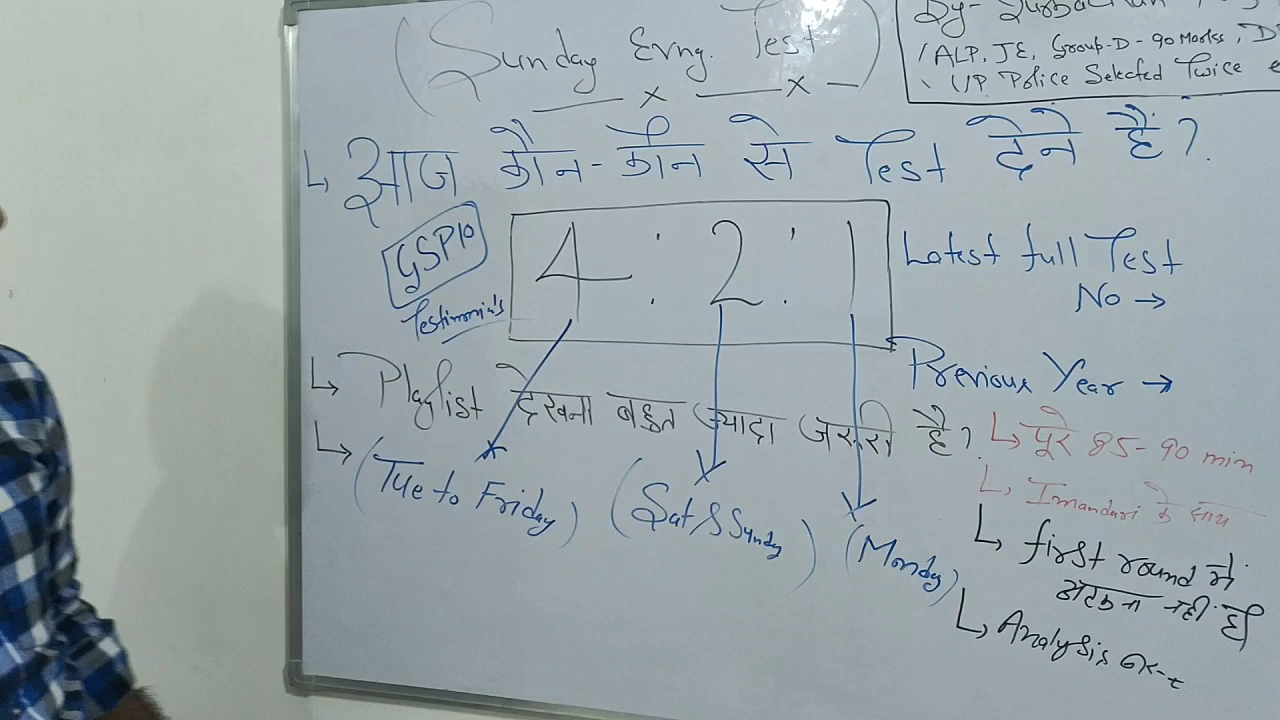 (Sunday Evng. Test)
By-
ALP, JE, Group-D-90 Marks,
UP Police Selected Twice
आज कौन-कौन से Test देने हैं?
GSP10
Testimonials
4 : 2 : 1
Latest full Test
No →
Previous Year →
Playlist देखना बहुत ज्यादा जरूरी है?
पूरे 85-90 min
Imandari के साथ
(Tue to Friday) (Sat & Sunday) (Monday)
first round में
अटकना नही है
Analysis